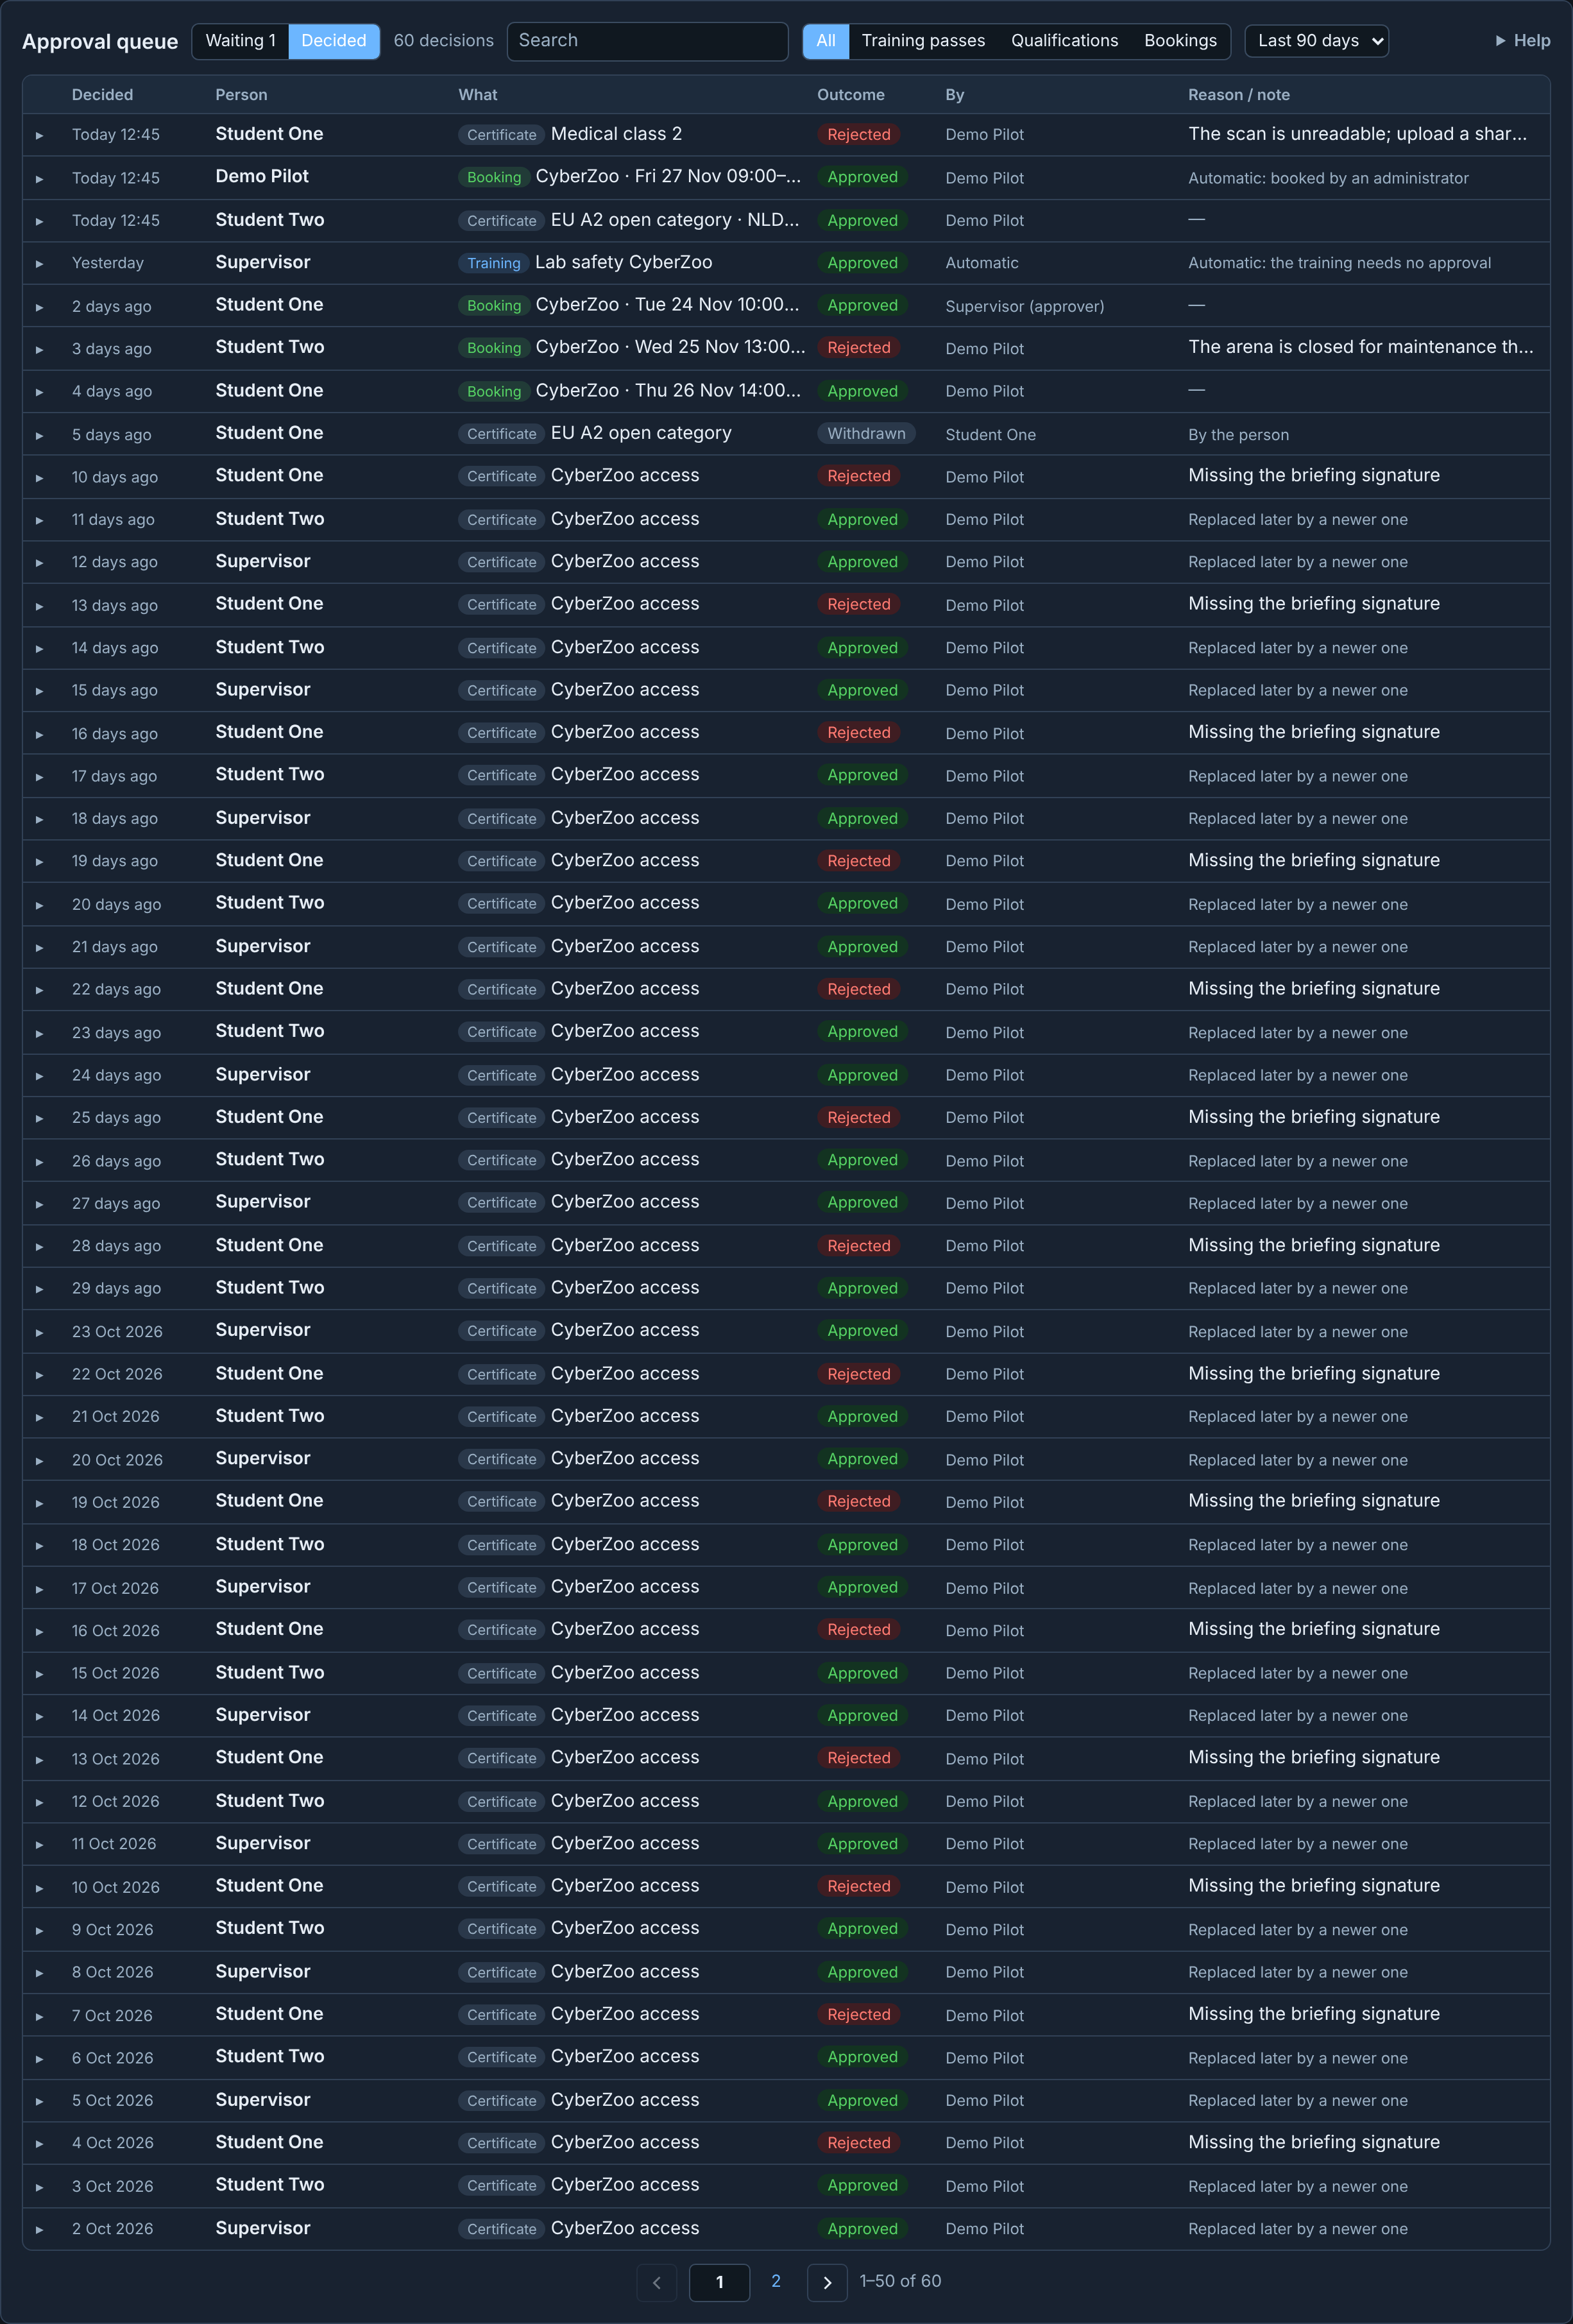 Approval queue Waiting 1 Decided 60 decisions Search All Training passes Qualifications Bookings Last 90 days Help
Decided Person What Outcome By Reason / note
Today 12:45 Student One Certificate Medical class 2 Rejected Demo Pilot The scan is unreadable; upload a shar...
Today 12:45 Demo Pilot Booking CyberZoo · Fri 27 Nov 09:00–... Approved Demo Pilot Automatic: booked by an administrator
Today 12:45 Student Two Certificate EU A2 open category · NLD... Approved Demo Pilot —
Yesterday Supervisor Training Lab safety CyberZoo Approved Automatic Automatic: the training needs no approval
2 days ago Student One Booking CyberZoo · Tue 24 Nov 10:00... Approved Supervisor (approver) —
3 days ago Student Two Booking CyberZoo · Wed 25 Nov 13:00... Rejected Demo Pilot The arena is closed for maintenance th...
4 days ago Student One Booking CyberZoo · Thu 26 Nov 14:00... Approved Demo Pilot —
5 days ago Student One Certificate EU A2 open category Withdrawn Student One By the person
10 days ago Student One Certificate CyberZoo access Rejected Demo Pilot Missing the briefing signature
11 days ago Student Two Certificate CyberZoo access Approved Demo Pilot Replaced later by a newer one
12 days ago Supervisor Certificate CyberZoo access Approved Demo Pilot Replaced later by a newer one
13 days ago Student One Certificate CyberZoo access Rejected Demo Pilot Missing the briefing signature
14 days ago Student Two Certificate CyberZoo access Approved Demo Pilot Replaced later by a newer one
15 days ago Supervisor Certificate CyberZoo access Approved Demo Pilot Replaced later by a newer one
16 days ago Student One Certificate CyberZoo access Rejected Demo Pilot Missing the briefing signature
17 days ago Student Two Certificate CyberZoo access Approved Demo Pilot Replaced later by a newer one
18 days ago Supervisor Certificate CyberZoo access Approved Demo Pilot Replaced later by a newer one
19 days ago Student One Certificate CyberZoo access Rejected Demo Pilot Missing the briefing signature
20 days ago Student Two Certificate CyberZoo access Approved Demo Pilot Replaced later by a newer one
21 days ago Supervisor Certificate CyberZoo access Approved Demo Pilot Replaced later by a newer one
22 days ago Student One Certificate CyberZoo access Rejected Demo Pilot Missing the briefing signature
23 days ago Student Two Certificate CyberZoo access Approved Demo Pilot Replaced later by a newer one
24 days ago Supervisor Certificate CyberZoo access Approved Demo Pilot Replaced later by a newer one
25 days ago Student One Certificate CyberZoo access Rejected Demo Pilot Missing the briefing signature
26 days ago Student Two Certificate CyberZoo access Approved Demo Pilot Replaced later by a newer one
27 days ago Supervisor Certificate CyberZoo access Approved Demo Pilot Replaced later by a newer one
28 days ago Student One Certificate CyberZoo access Rejected Demo Pilot Missing the briefing signature
29 days ago Student Two Certificate CyberZoo access Approved Demo Pilot Replaced later by a newer one
23 Oct 2026 Supervisor Certificate CyberZoo access Approved Demo Pilot Replaced later by a newer one
22 Oct 2026 Student One Certificate CyberZoo access Rejected Demo Pilot Missing the briefing signature
21 Oct 2026 Student Two Certificate CyberZoo access Approved Demo Pilot Replaced later by a newer one
20 Oct 2026 Supervisor Certificate CyberZoo access Approved Demo Pilot Replaced later by a newer one
19 Oct 2026 Student One Certificate CyberZoo access Rejected Demo Pilot Missing the briefing signature
18 Oct 2026 Student Two Certificate CyberZoo access Approved Demo Pilot Replaced later by a newer one
17 Oct 2026 Supervisor Certificate CyberZoo access Approved Demo Pilot Replaced later by a newer one
16 Oct 2026 Student One Certificate CyberZoo access Rejected Demo Pilot Missing the briefing signature
15 Oct 2026 Student Two Certificate CyberZoo access Approved Demo Pilot Replaced later by a newer one
14 Oct 2026 Supervisor Certificate CyberZoo access Approved Demo Pilot Replaced later by a newer one
13 Oct 2026 Student One Certificate CyberZoo access Rejected Demo Pilot Missing the briefing signature
12 Oct 2026 Student Two Certificate CyberZoo access Approved Demo Pilot Replaced later by a newer one
11 Oct 2026 Supervisor Certificate CyberZoo access Approved Demo Pilot Replaced later by a newer one
10 Oct 2026 Student One Certificate CyberZoo access Rejected Demo Pilot Missing the briefing signature
9 Oct 2026 Student Two Certificate CyberZoo access Approved Demo Pilot Replaced later by a newer one
8 Oct 2026 Supervisor Certificate CyberZoo access Approved Demo Pilot Replaced later by a newer one
7 Oct 2026 Student One Certificate CyberZoo access Rejected Demo Pilot Missing the briefing signature
6 Oct 2026 Student Two Certificate CyberZoo access Approved Demo Pilot Replaced later by a newer one
5 Oct 2026 Supervisor Certificate CyberZoo access Approved Demo Pilot Replaced later by a newer one
4 Oct 2026 Student One Certificate CyberZoo access Rejected Demo Pilot Missing the briefing signature
3 Oct 2026 Student Two Certificate CyberZoo access Approved Demo Pilot Replaced later by a newer one
2 Oct 2026 Supervisor Certificate CyberZoo access Approved Demo Pilot Replaced later by a newer one
1 2 1–50 of 60